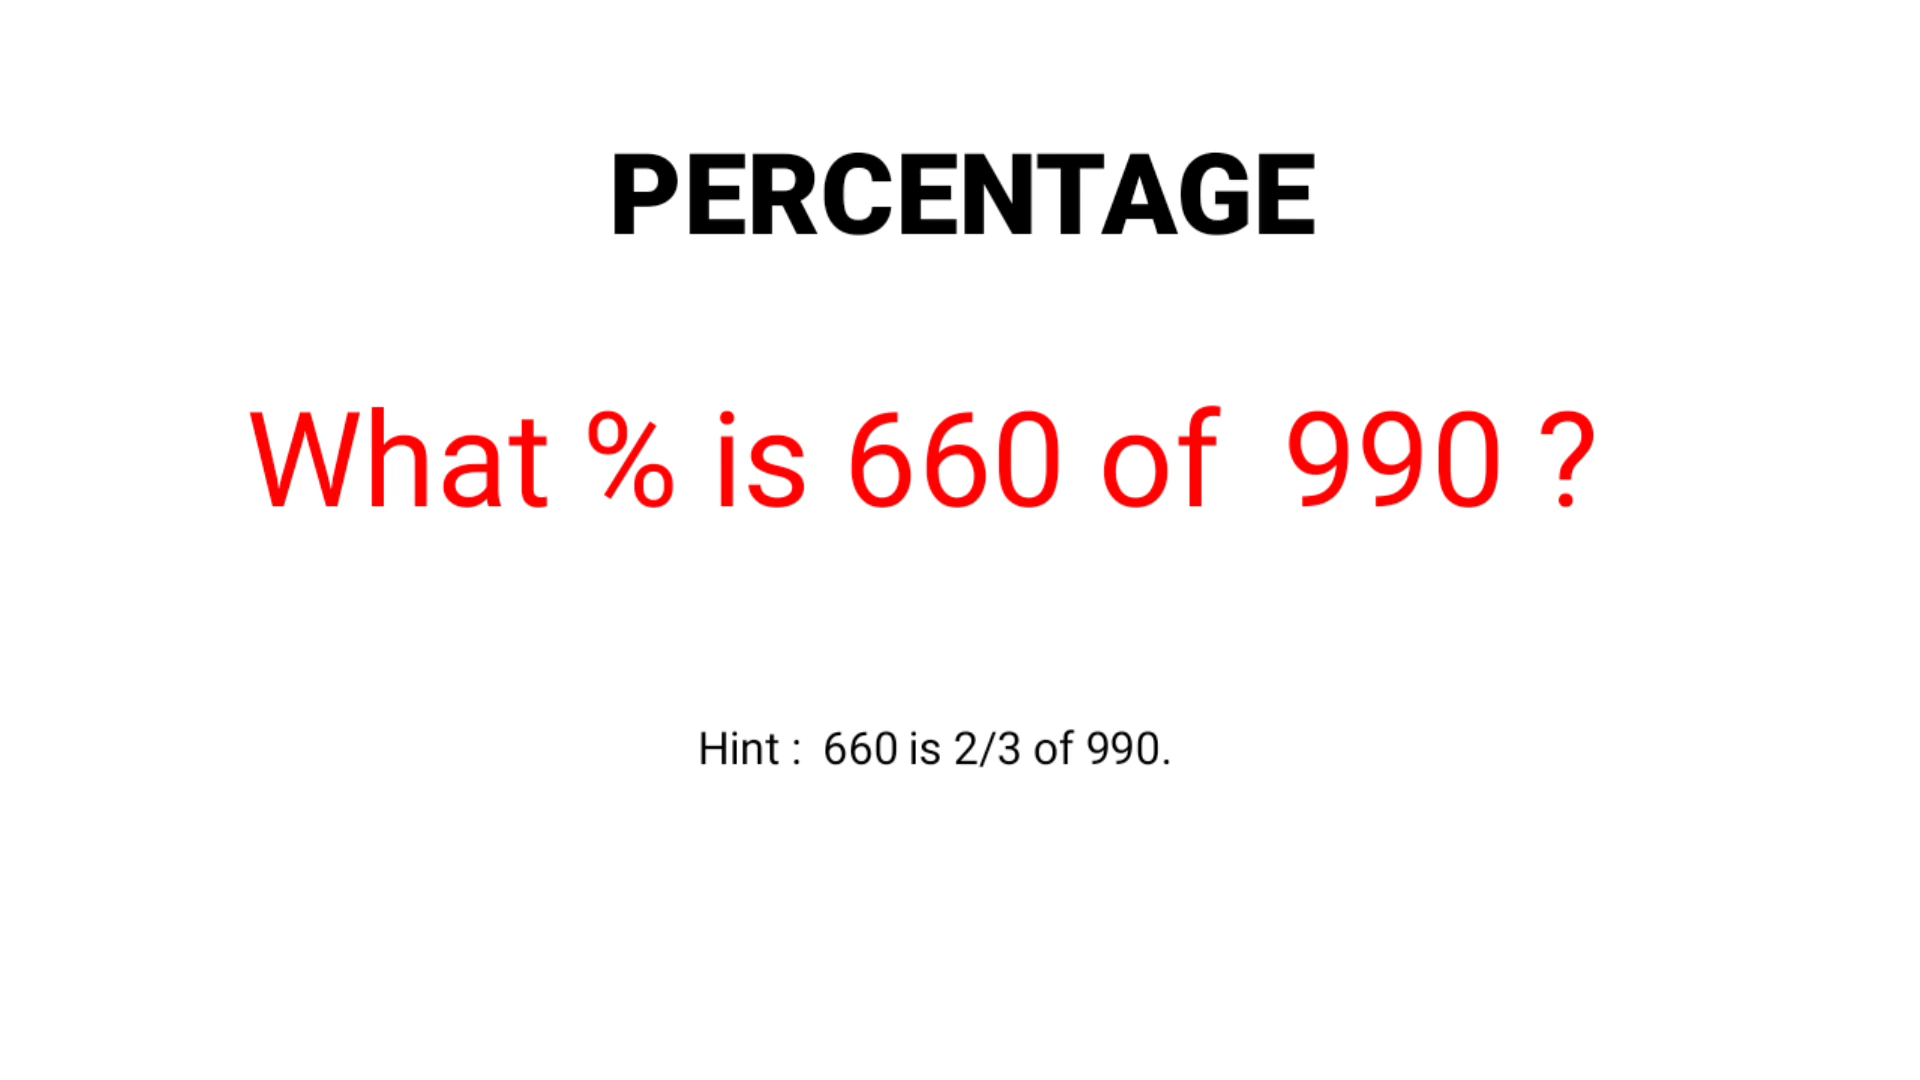 PERCENTAGE
What % is 660 of 990 ?
Hint : 660 is 2/3 of 990.